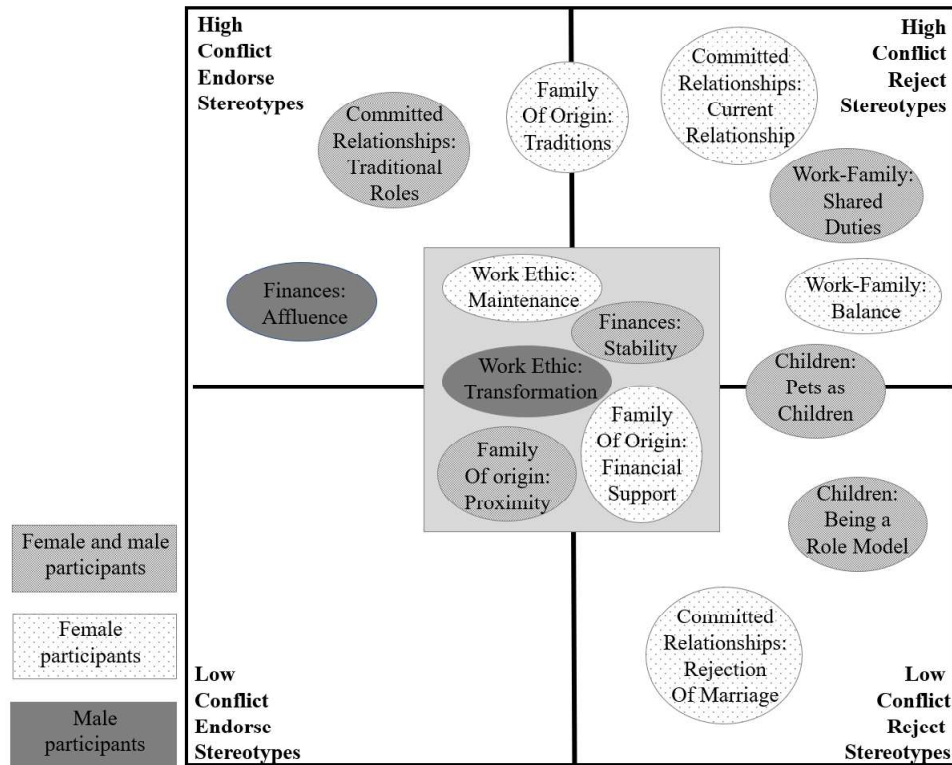 High
Conflict
Endorse
Stereotypes
High
Conflict
Reject
Stereotypes
Committed
Relationships:
Traditional
Roles
Family
Of Origin:
Traditions
Committed
Relationships:
Current
Relationship
Work-Family:
Shared
Duties
Finances:
Affluence
Work Ethic:
Maintenance
Finances:
Stability
Work-Family:
Balance
Work Ethic:
Transformation
Children:
Pets as
Children
Family
Of origin:
Proximity
Family
Of Origin:
Financial
Support
Children:
Being a
Role Model
Committed
Relationships:
Rejection
Of Marriage
Low
Conflict
Endorse
Stereotypes
Low
Conflict
Reject
Stereotypes
Female and male
participants
Female
participants
Male
participants